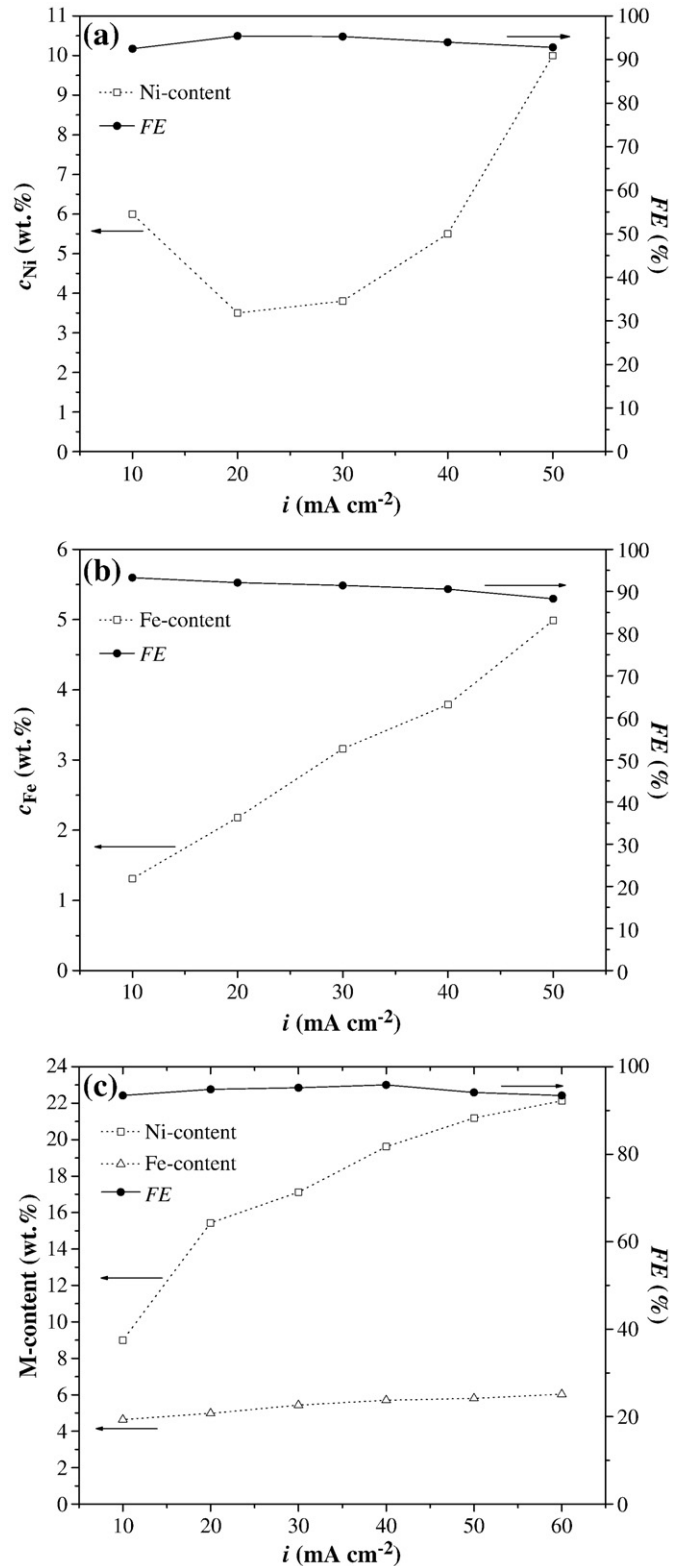 (a)
Ni-content
FE
c_Ni (wt.%)
11
10
9
8
7
6
5
4
3
2
1
0
100
90
80
70
60
50
40
30
20
10
0
FE (%)
10 20 30 40 50
i (mA cm⁻²)
(b)
Fe-content
FE
c_Fe (wt.%)
6
5
4
3
2
1
0
100
90
80
70
60
50
40
30
20
10
0
FE (%)
10 20 30 40 50
i (mA cm⁻²)
(c)
Ni-content
Fe-content
FE
M-content (wt.%)
24
22
20
18
16
14
12
10
8
6
4
2
0
100
80
60
40
20
0
FE (%)
10 20 30 40 50 60
i (mA cm⁻²)